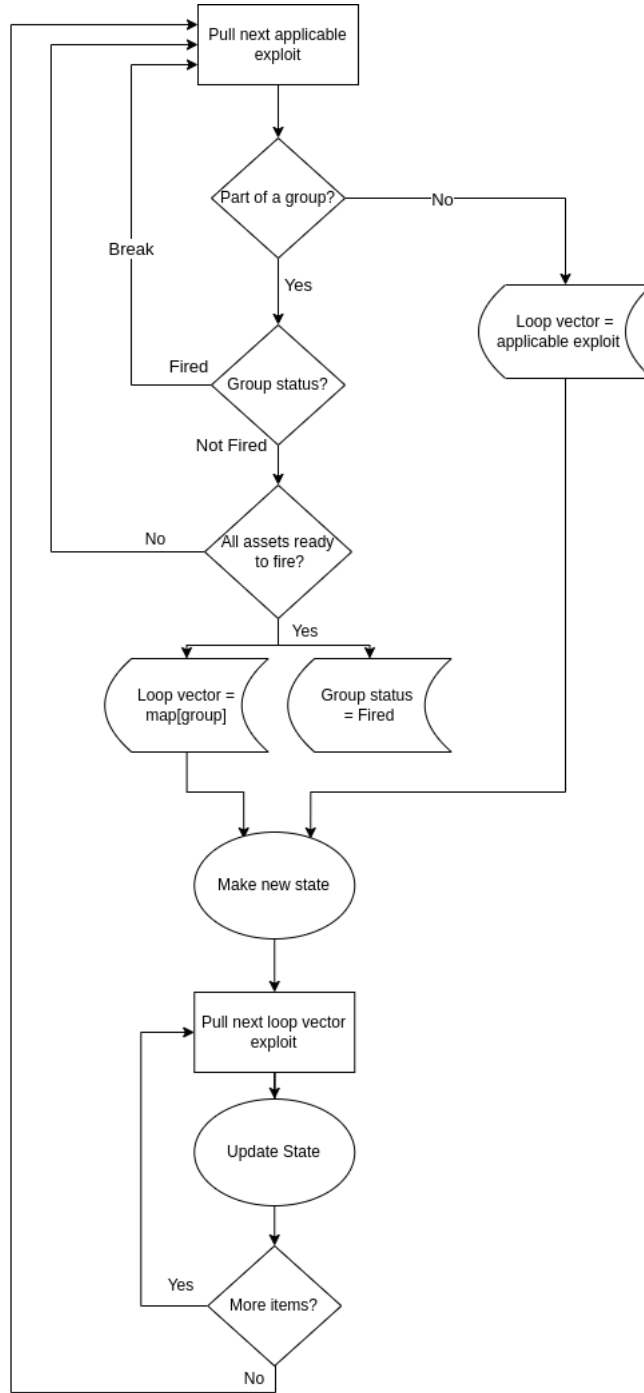 Pull next applicable
exploit
Part of a group?
No
Break
Yes
Loop vector =
applicable exploit
Fired
Group status?
Not Fired
No
All assets ready
to fire?
Yes
Loop vector =
map[group]
Group status
= Fired
Make new state
Pull next loop vector
exploit
Update State
Yes
More items?
No